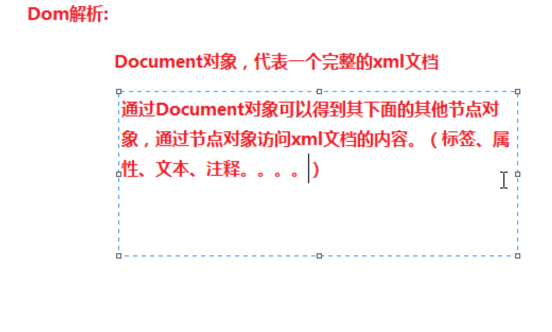 Dom解析:
Document对象，代表一个完整的xml文档
通过Document对象可以得到其下面的其他节点对
象，通过节点对象访问xml文档的内容。（标签、属
性、文本、注释。。。。）